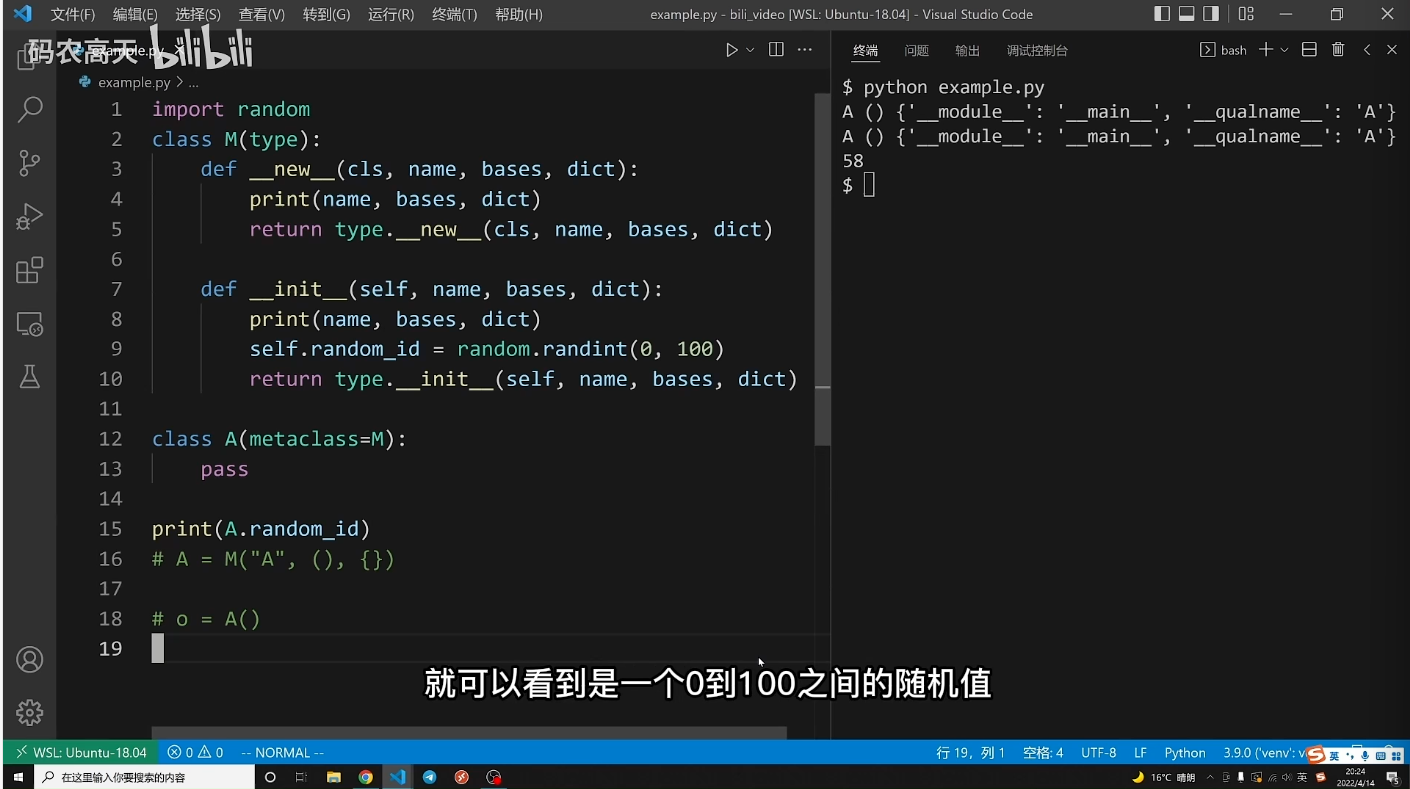 文件(F) 编辑(E) 选择(S) 查看(V) 转到(G) 运行(R) 终端(T) 帮助(H) example.py - bili_video [WSL: Ubuntu-18.04] - Visual Studio Code
码农高天 bilibili
example.py
example.py > ...
1 import random
2 class M(type):
3 def __new__(cls, name, bases, dict):
4 print(name, bases, dict)
5 return type.__new__(cls, name, bases, dict)
6
7 def __init__(self, name, bases, dict):
8 print(name, bases, dict)
9 self.random_id = random.randint(0, 100)
10 return type.__init__(self, name, bases, dict)
11
12 class A(metaclass=M):
13 pass
14
15 print(A.random_id)
16 # A = M("A", (), {})
17
18 # o = A()
19
终端 问题 输出 调试控制台 bash
$ python example.py
A () {'__module__': '__main__', '__qualname__': 'A'}
A () {'__module__': '__main__', '__qualname__': 'A'}
58
$
就可以看到是一个0到100之间的随机值
WSL: Ubuntu-18.04 0 0 -- NORMAL -- 行 19，列 1 空格: 4 UTF-8 LF Python 3.9.0 ('venv': v 英
在这里输入你要搜索的内容 16°C 晴朗 英 20:24
2022/4/14